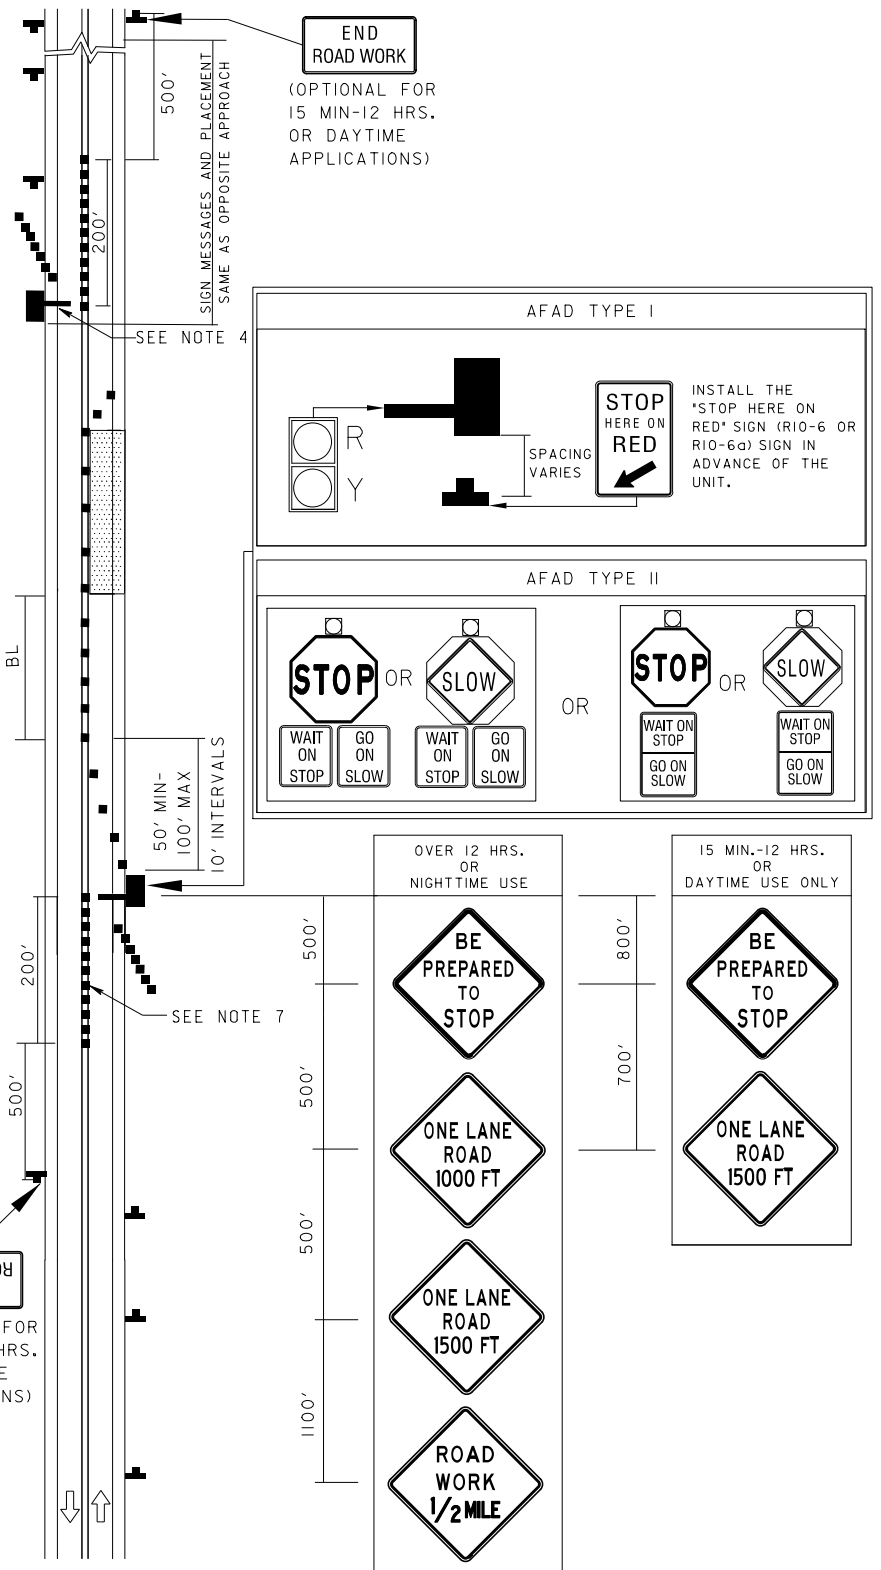 END
ROAD WORK
(OPTIONAL FOR
15 MIN-12 HRS.
OR DAYTIME
APPLICATIONS)
500'
SIGN MESSAGES AND PLACEMENT
SAME AS OPPOSITE APPROACH
200'
SEE NOTE 4
AFAD TYPE I
R
Y
SPACING
VARIES
STOP
HERE ON
RED
INSTALL THE
"STOP HERE ON
RED" SIGN (R10-6 OR
R10-6a) SIGN IN
ADVANCE OF THE
UNIT.
AFAD TYPE II
STOP
OR
SLOW
WAIT
ON
STOP
GO
ON
SLOW
WAIT
ON
STOP
GO
ON
SLOW
OR
STOP
OR
SLOW
WAIT ON
STOP
GO ON
SLOW
WAIT ON
STOP
GO ON
SLOW
BL
50' MIN-
100' MAX
10' INTERVALS
200'
SEE NOTE 7
500'
RO
FOR
HRS.
E
NS)
OVER 12 HRS.
OR
NIGHTTIME USE
500'
BE
PREPARED
TO
STOP
500'
ONE LANE
ROAD
1000 FT
500'
ONE LANE
ROAD
1500 FT
1100'
ROAD
WORK
1/2 MILE
15 MIN.-12 HRS.
OR
DAYTIME USE ONLY
800'
BE
PREPARED
TO
STOP
700'
ONE LANE
ROAD
1500 FT